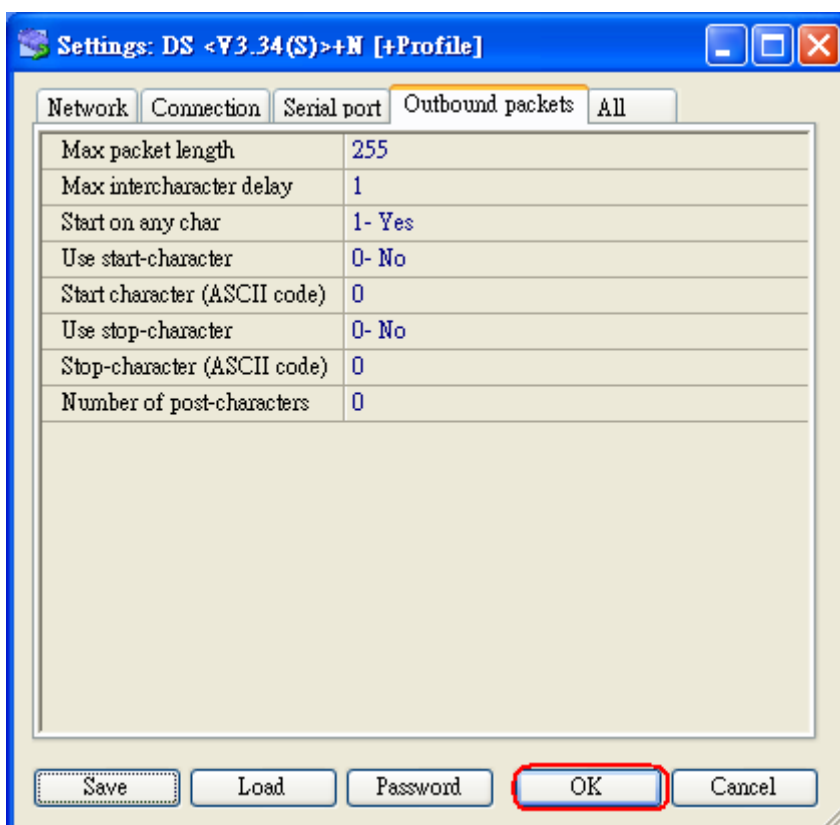 Settings: DS <V3.34(S)>+N [+Profile]
Network Connection Serial port Outbound packets All
Max packet length 255
Max intercharacter delay 1
Start on any char 1- Yes
Use start-character 0- No
Start character (ASCII code) 0
Use stop-character 0- No
Stop-character (ASCII code) 0
Number of post-characters 0
Save Load Password OK Cancel